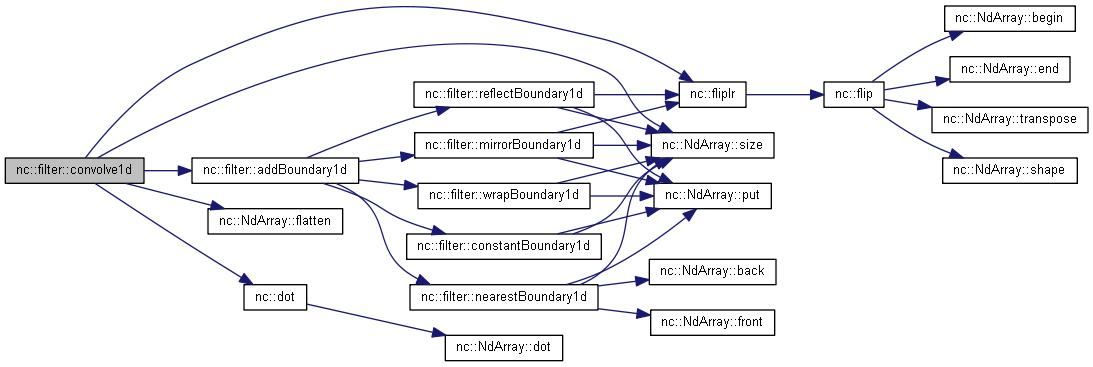 nc::filter::convolve1d
nc::filter::addBoundary1d
nc::NdArray::flatten
nc::dot
nc::filter::reflectBoundary1d
nc::filter::mirrorBoundary1d
nc::filter::wrapBoundary1d
nc::filter::constantBoundary1d
nc::filter::nearestBoundary1d
nc::NdArray::dot
nc::fliplr
nc::NdArray::size
nc::NdArray::put
nc::NdArray::back
nc::NdArray::front
nc::flip
nc::NdArray::begin
nc::NdArray::end
nc::NdArray::transpose
nc::NdArray::shape